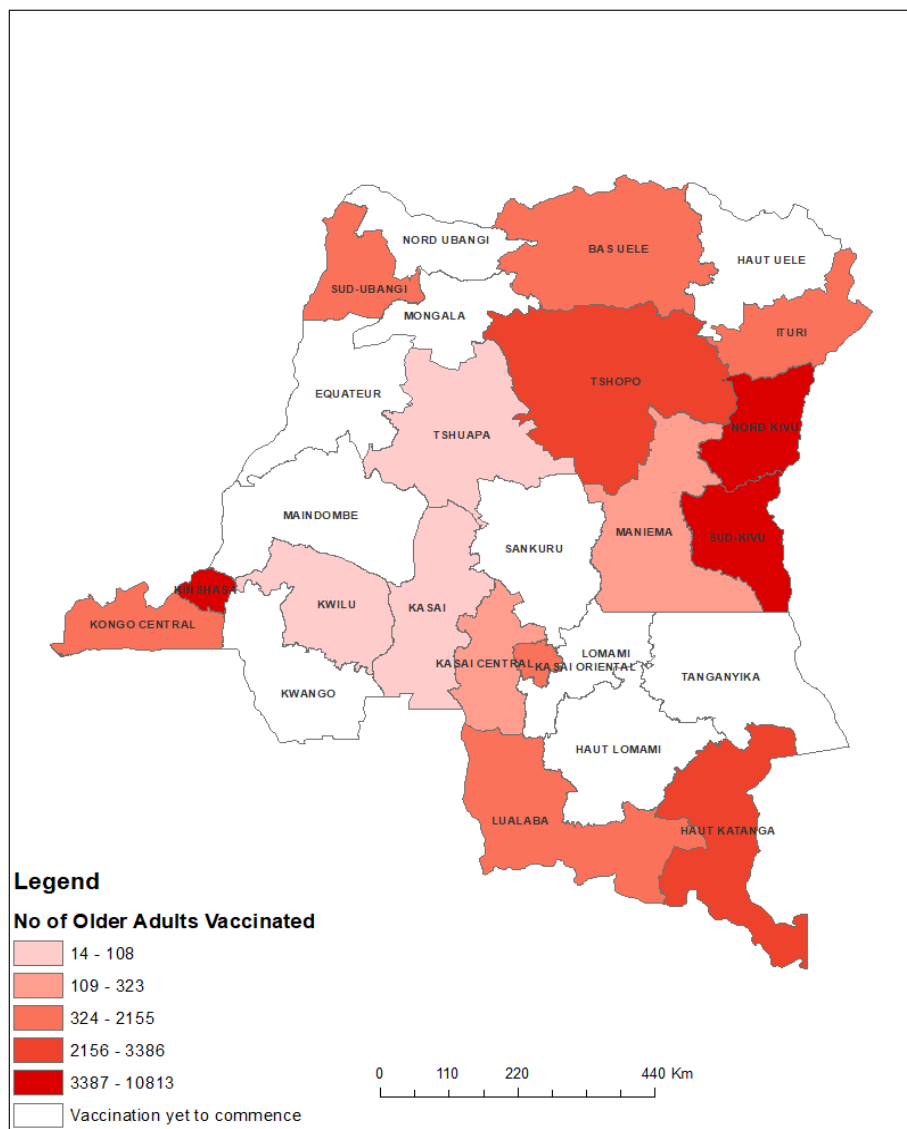 NORD UBANGI
BAS UELE
HAUT UELE
SUD-UBANGI
MONGALA
ITURI
TSHOPO
EQUATEUR
NORD KIVU
TSHUAPA
MAINDOMBE
MANIEMA
SUD-KIVU
SANKURU
KINSHASA
KWILU
KASAI
KONGO CENTRAL
LOMAMI
KASAI CENTRAL
KASAI ORIENTAL
TANGANYIKA
KWANGO
HAUT LOMAMI
LUALABA
HAUT KATANGA
Legend
No of Older Adults Vaccinated
14 - 108
109 - 323
324 - 2155
2156 - 3386
3387 - 10813
Vaccination yet to commence
0 110 220 440 Km